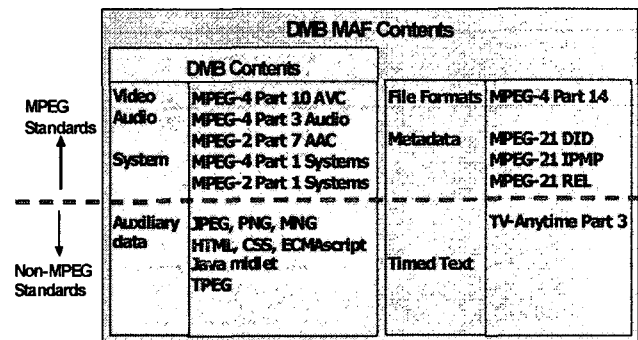 DMB MAF Contents
DMB Contents
MPEG
Standards
Non-MPEG
Standards
Video
MPEG-4 Part 10 AVC
Audio
MPEG-4 Part 3 Audio
MPEG-2 Part 7 AAC
System
MPEG-4 Part 1 Systems
MPEG-2 Part 1 Systems
Auxiliary
data
JPEG, PNG, MNG
HTML, CSS, ECMAscript
Java midlet
TPEG
File Formats
MPEG-4 Part 14
Metadata
MPEG-21 DID
MPEG-21 IPMP
MPEG-21 REL
TV-Anytime Part 3
Timed Text